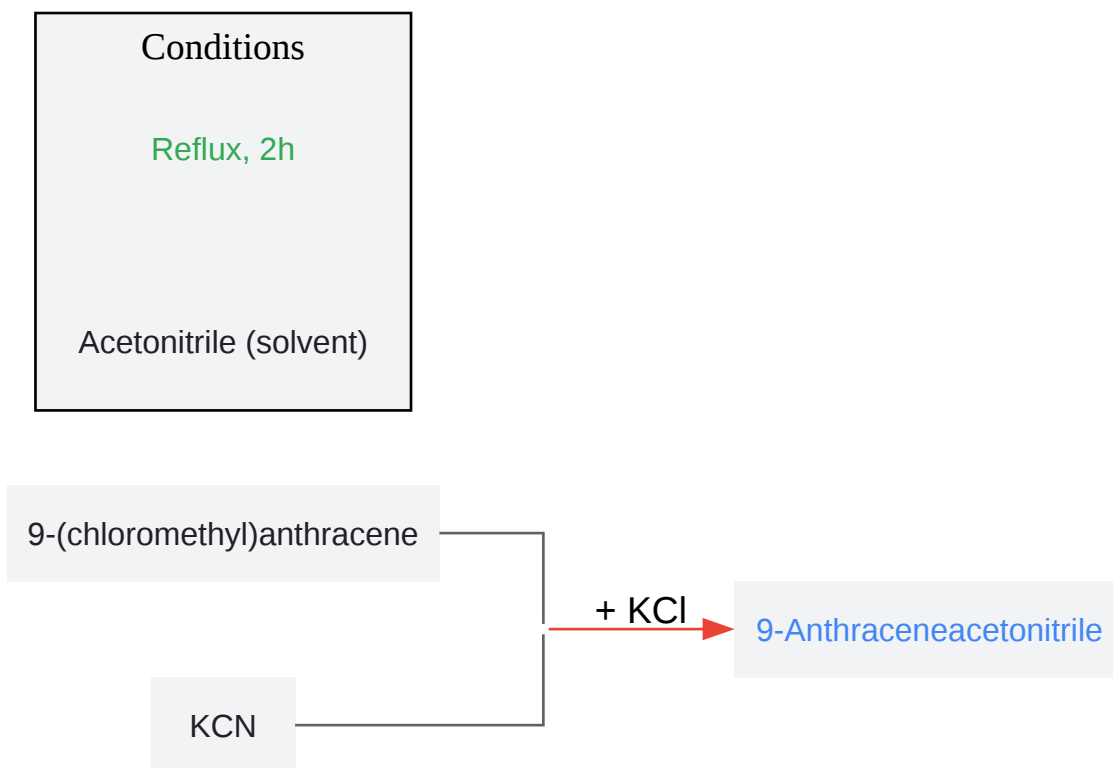 Conditions
Reflux, 2h
Acetonitrile (solvent)
9-(chloromethyl)anthracene
+ KCl
9-Anthraceneacetonitrile
KCN